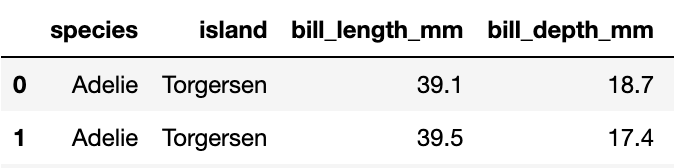 species island bill_length_mm bill_depth_mm
0 Adelie Torgersen 39.1 18.7
1 Adelie Torgersen 39.5 17.4